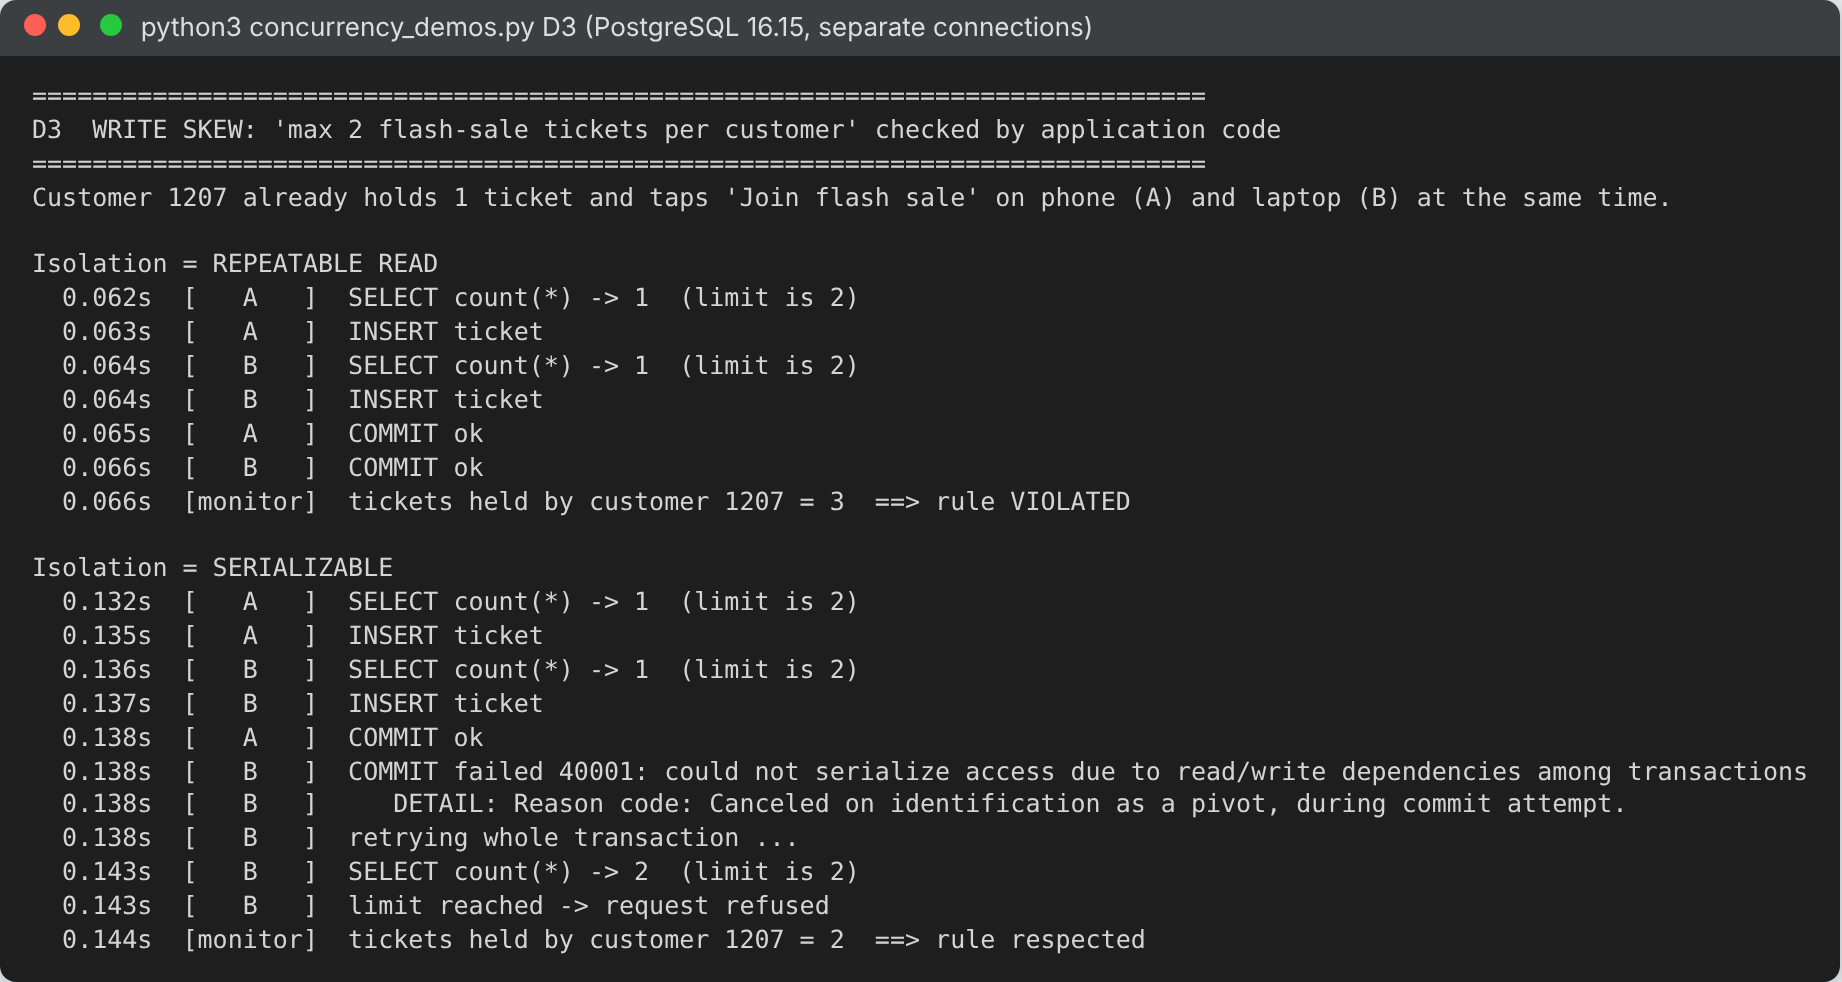 python3 concurrency_demos.py D3 (PostgreSQL 16.15, separate connections)
==============================================================================
D3  WRITE SKEW: 'max 2 flash-sale tickets per customer' checked by application code
==============================================================================
Customer 1207 already holds 1 ticket and taps 'Join flash sale' on phone (A) and laptop (B) at the same time.

Isolation = REPEATABLE READ
  0.062s  [   A   ]  SELECT count(*) -> 1  (limit is 2)
  0.063s  [   A   ]  INSERT ticket
  0.064s  [   B   ]  SELECT count(*) -> 1  (limit is 2)
  0.064s  [   B   ]  INSERT ticket
  0.065s  [   A   ]  COMMIT ok
  0.066s  [   B   ]  COMMIT ok
  0.066s  [monitor]  tickets held by customer 1207 = 3  ==> rule VIOLATED

Isolation = SERIALIZABLE
  0.132s  [   A   ]  SELECT count(*) -> 1  (limit is 2)
  0.135s  [   A   ]  INSERT ticket
  0.136s  [   B   ]  SELECT count(*) -> 1  (limit is 2)
  0.137s  [   B   ]  INSERT ticket
  0.138s  [   A   ]  COMMIT ok
  0.138s  [   B   ]  COMMIT failed 40001: could not serialize access due to read/write dependencies among transactions
  0.138s  [   B   ]     DETAIL: Reason code: Canceled on identification as a pivot, during commit attempt.
  0.138s  [   B   ]  retrying whole transaction ...
  0.143s  [   B   ]  SELECT count(*) -> 2  (limit is 2)
  0.143s  [   B   ]  limit reached -> request refused
  0.144s  [monitor]  tickets held by customer 1207 = 2  ==> rule respected